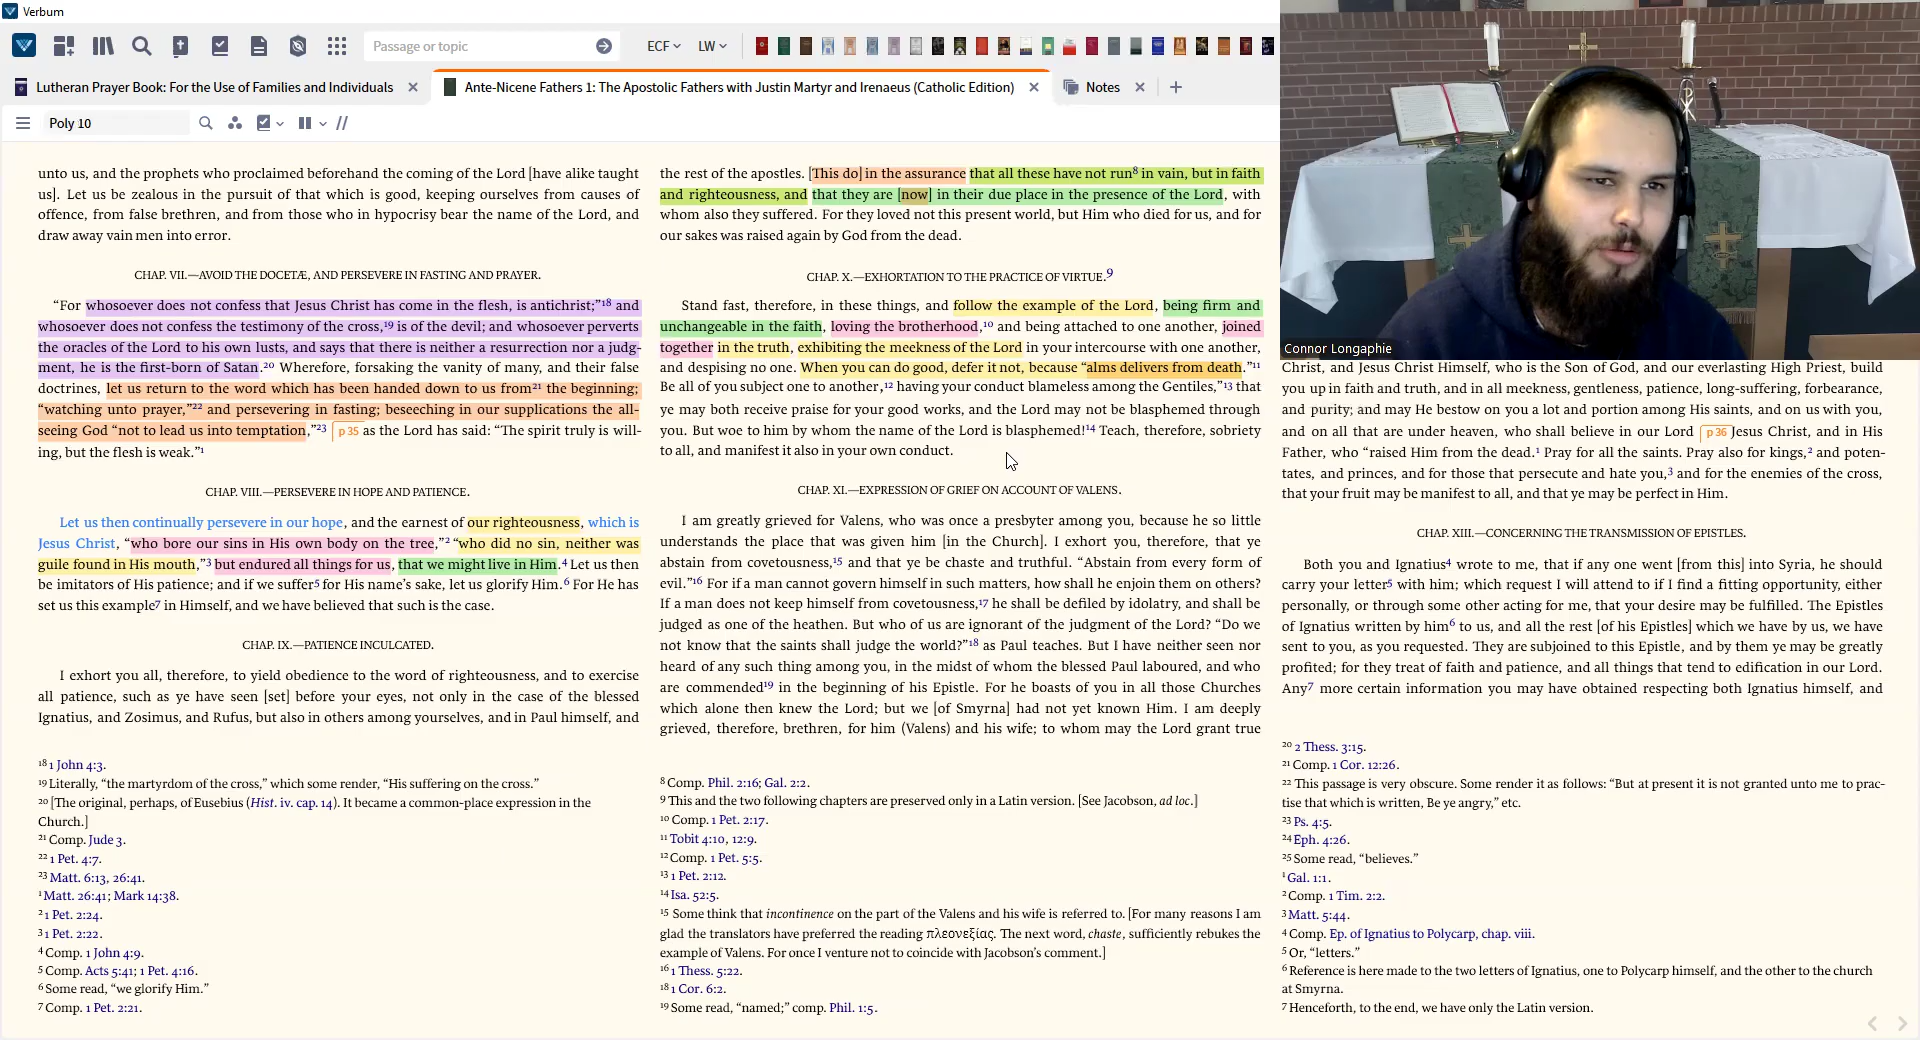 Verbum
Passage or topic
ECF
LW
Lutheran Prayer Book: For the Use of Families and Individuals
Ante-Nicene Fathers 1: The Apostolic Fathers with Justin Martyr and Irenaeus (Catholic Edition)
Notes
Poly 10
unto us, and the prophets who proclaimed beforehand the coming of the Lord [have alike taught
us]. Let us be zealous in the pursuit of that which is good, keeping ourselves from causes of
offence, from false brethren, and from those who in hypocrisy bear the name of the Lord, and
draw away vain men into error.
CHAP. VII.—AVOID THE DOCETÆ, AND PERSEVERE IN FASTING AND PRAYER.
“For whosoever does not confess that Jesus Christ has come in the flesh, is antichrist;”18 and
whosoever does not confess the testimony of the cross,19 is of the devil; and whosoever perverts
the oracles of the Lord to his own lusts, and says that there is neither a resurrection nor a judg-
ment, he is the first-born of Satan.20 Wherefore, forsaking the vanity of many, and their false
doctrines, let us return to the word which has been handed down to us from21 the beginning;
“watching unto prayer,”22 and persevering in fasting; beseeching in our supplications the all-
seeing God “not to lead us into temptation,”23 p 35 as the Lord has said: “The spirit truly is will-
ing, but the flesh is weak.”1
CHAP. VIII.—PERSEVERE IN HOPE AND PATIENCE.
Let us then continually persevere in our hope, and the earnest of our righteousness, which is
Jesus Christ, “who bore our sins in His own body on the tree,”2 “who did no sin, neither was
guile found in His mouth,”3 but endured all things for us, that we might live in Him.4 Let us then
be imitators of His patience; and if we suffer5 for His name’s sake, let us glorify Him.6 For He has
set us this example7 in Himself, and we have believed that such is the case.
CHAP. IX.—PATIENCE INCULCATED.
I exhort you all, therefore, to yield obedience to the word of righteousness, and to exercise
all patience, such as ye have seen [set] before your eyes, not only in the case of the blessed
Ignatius, and Zosimus, and Rufus, but also in others among yourselves, and in Paul himself, and
18 1 John 4:3.
19 Literally, “the martyrdom of the cross,” which some render, “His suffering on the cross.”
20 [The original, perhaps, of Eusebius (Hist. iv. cap. 14). It became a common-place expression in the
Church.]
21 Comp. Jude 3.
22 1 Pet. 4:7.
23 Matt. 6:13, 26:41.
1 Matt. 26:41; Mark 14:38.
2 1 Pet. 2:24.
3 1 Pet. 2:22.
4 Comp. 1 John 4:9.
5 Comp. Acts 5:41; 1 Pet. 4:16.
6 Some read, “we glorify Him.”
7 Comp. 1 Pet. 2:21.
the rest of the apostles. [This do] in the assurance that all these have not run8 in vain, but in faith
and righteousness, and that they are [now] in their due place in the presence of the Lord, with
whom also they suffered. For they loved not this present world, but Him who died for us, and for
our sakes was raised again by God from the dead.
CHAP. X.—EXHORTATION TO THE PRACTICE OF VIRTUE.9
Stand fast, therefore, in these things, and follow the example of the Lord, being firm and
unchangeable in the faith, loving the brotherhood,10 and being attached to one another, joined
together in the truth, exhibiting the meekness of the Lord in your intercourse with one another,
and despising no one. When you can do good, defer it not, because “alms delivers from death.”11
Be all of you subject one to another,12 having your conduct blameless among the Gentiles,”13 that
ye may both receive praise for your good works, and the Lord may not be blasphemed through
you. But woe to him by whom the name of the Lord is blasphemed!14 Teach, therefore, sobriety
to all, and manifest it also in your own conduct.
CHAP. XI.—EXPRESSION OF GRIEF ON ACCOUNT OF VALENS.
I am greatly grieved for Valens, who was once a presbyter among you, because he so little
understands the place that was given him [in the Church]. I exhort you, therefore, that ye
abstain from covetousness,15 and that ye be chaste and truthful. “Abstain from every form of
evil.”16 For if a man cannot govern himself in such matters, how shall he enjoin them on others?
If a man does not keep himself from covetousness,17 he shall be defiled by idolatry, and shall be
judged as one of the heathen. But who of us are ignorant of the judgment of the Lord? “Do we
not know that the saints shall judge the world?”18 as Paul teaches. But I have neither seen nor
heard of any such thing among you, in the midst of whom the blessed Paul laboured, and who
are commended19 in the beginning of his Epistle. For he boasts of you in all those Churches
which alone then knew the Lord; but we [of Smyrna] had not yet known Him. I am deeply
grieved, therefore, brethren, for him (Valens) and his wife; to whom may the Lord grant true
8 Comp. Phil. 2:16; Gal. 2:2.
9 This and the two following chapters are preserved only in a Latin version. [See Jacobson, ad loc.]
10 Comp. 1 Pet. 2:17.
11 Tobit 4:10, 12:9.
12 Comp. 1 Pet. 5:5.
13 1 Pet. 2:12.
14 Isa. 52:5.
15 Some think that incontinence on the part of the Valens and his wife is referred to. [For many reasons I am
glad the translators have preferred the reading πλεονεξίας. The next word, chaste, sufficiently rebukes the
example of Valens. For once I venture not to coincide with Jacobson’s comment.]
16 1 Thess. 5:22.
18 1 Cor. 6:2.
19 Some read, “named;” comp. Phil. 1:5.
Connor Longaphie
Christ, and Jesus Christ Himself, who is the Son of God, and our everlasting High Priest, build
you up in faith and truth, and in all meekness, gentleness, patience, long-suffering, forbearance,
and purity; and may He bestow on you a lot and portion among His saints, and on us with you,
and on all that are under heaven, who shall believe in our Lord p 36 Jesus Christ, and in His
Father, who “raised Him from the dead.1 Pray for all the saints. Pray also for kings,2 and poten-
tates, and princes, and for those that persecute and hate you,3 and for the enemies of the cross,
that your fruit may be manifest to all, and that ye may be perfect in Him.
CHAP. XIII.—CONCERNING THE TRANSMISSION OF EPISTLES.
Both you and Ignatius4 wrote to me, that if any one went [from this] into Syria, he should
carry your letter5 with him; which request I will attend to if I find a fitting opportunity, either
personally, or through some other acting for me, that your desire may be fulfilled. The Epistles
of Ignatius written by him6 to us, and all the rest [of his Epistles] which we have by us, we have
sent to you, as you requested. They are subjoined to this Epistle, and by them ye may be greatly
profited; for they treat of faith and patience, and all things that tend to edification in our Lord.
Any7 more certain information you may have obtained respecting both Ignatius himself, and
20 2 Thess. 3:15.
21 Comp. 1 Cor. 12:26.
22 This passage is very obscure. Some render it as follows: “But at present it is not granted unto me to prac-
tise that which is written, Be ye angry,” etc.
23 Ps. 4:5.
24 Eph. 4:26.
25 Some read, “believes.”
1 Gal. 1:1.
2 Comp. 1 Tim. 2:2.
3 Matt. 5:44.
4 Comp. Ep. of Ignatius to Polycarp, chap. viii.
5 Or, “letters.”
6 Reference is here made to the two letters of Ignatius, one to Polycarp himself, and the other to the church
at Smyrna.
7 Henceforth, to the end, we have only the Latin version.